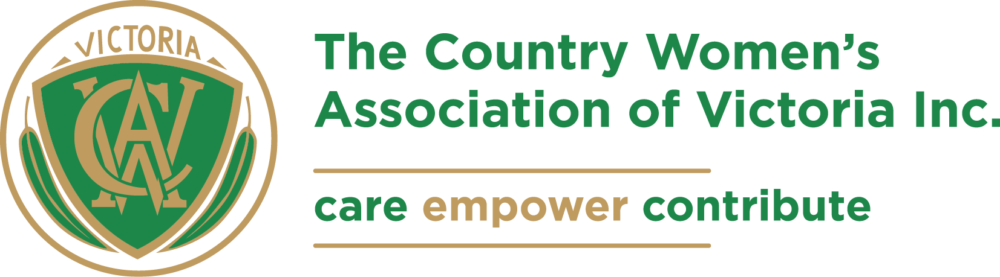 VICTORIA
CWA
The Country Women’s
Association of Victoria Inc.
care empower contribute